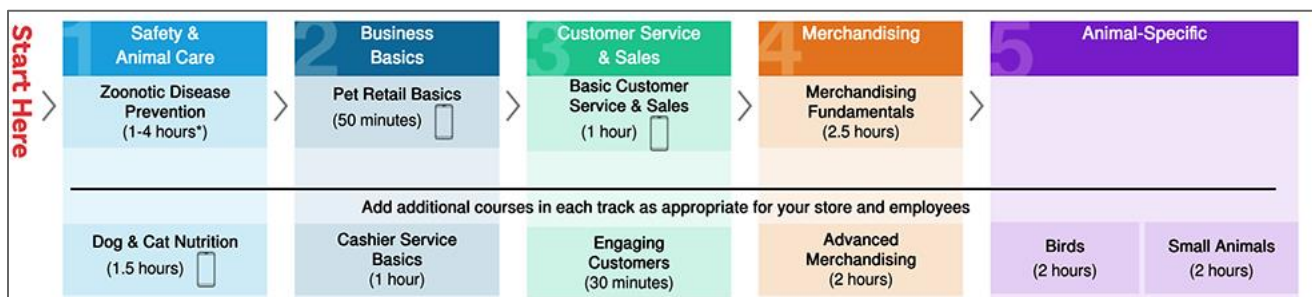 Start Here
1
Safety &
Animal Care
2
Business
Basics
3
Customer Service
& Sales
4
Merchandising
5
Animal-Specific
Zoonotic Disease
Prevention
(1-4 hours*)
Pet Retail Basics
(50 minutes)
Basic Customer
Service & Sales
(1 hour)
Merchandising
Fundamentals
(2.5 hours)
Add additional courses in each track as appropriate for your store and employees
Dog & Cat Nutrition
(1.5 hours)
Cashier Service
Basics
(1 hour)
Engaging
Customers
(30 minutes)
Advanced
Merchandising
(2 hours)
Birds
(2 hours)
Small Animals
(2 hours)